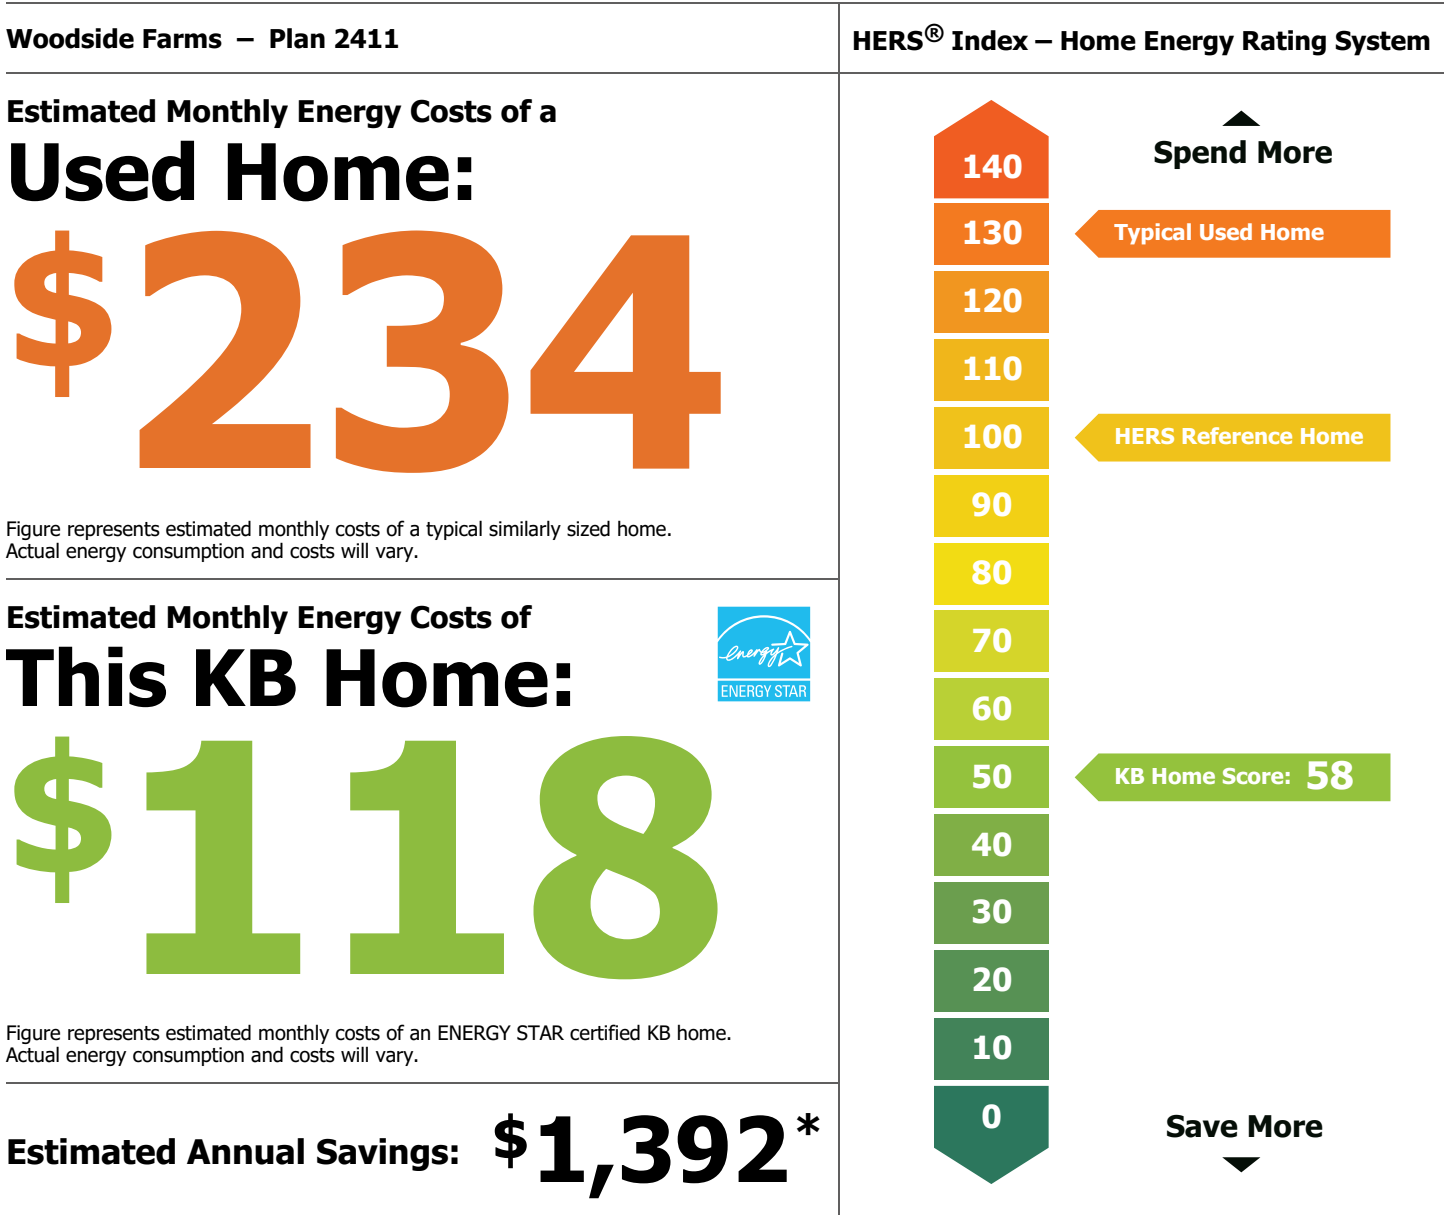 Woodside Farms – Plan 2411
Estimated Monthly Energy Costs of a
Used Home:
$234
Figure represents estimated monthly costs of a typical similarly sized home.
Actual energy consumption and costs will vary.
Estimated Monthly Energy Costs of
This KB Home:
energy
ENERGY STAR
$118
Figure represents estimated monthly costs of an ENERGY STAR certified KB home.
Actual energy consumption and costs will vary.
Estimated Annual Savings: $1,392*
HERS® Index – Home Energy Rating System
Spend More
140
130 Typical Used Home
120
110
100 HERS Reference Home
90
80
70
60
50 KB Home Score: 58
40
30
20
10
0
Save More